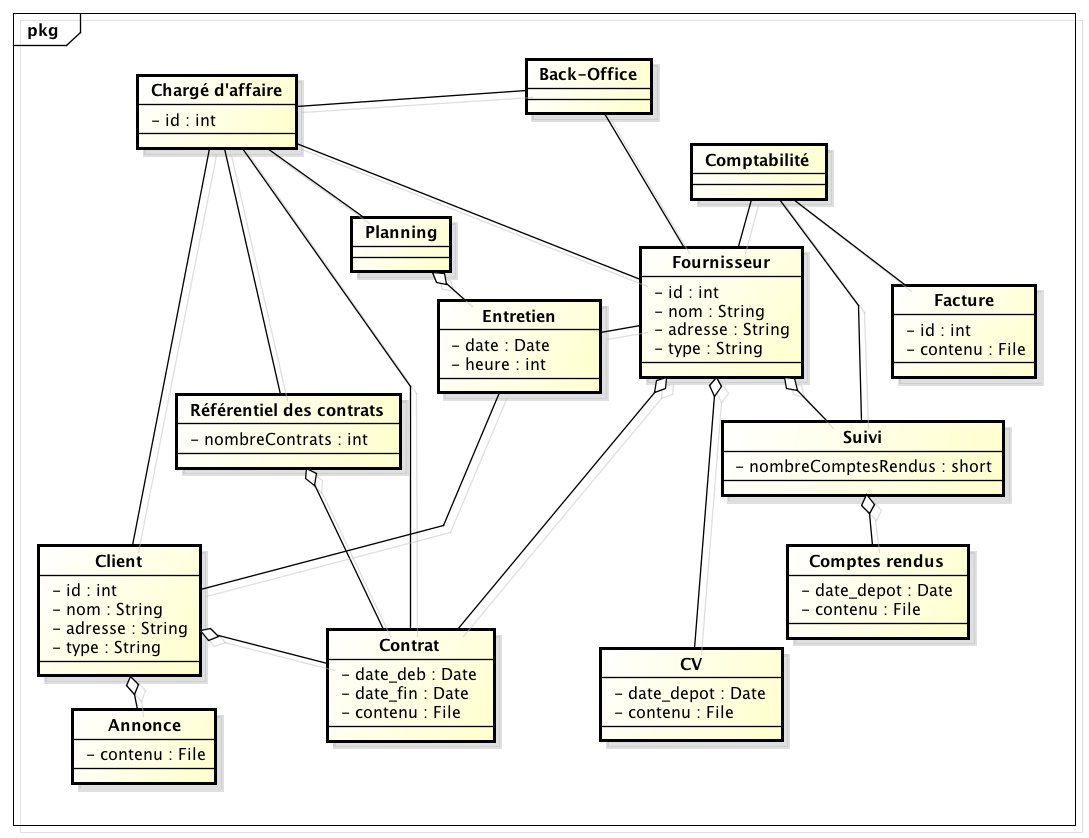 pkg
Back-Office
Chargé d'affaire
- id : int
Comptabilité
Planning
Fournisseur
- id : int
- nom : String
- adresse : String
- type : String
Facture
- id : int
- contenu : File
Entretien
- date : Date
- heure : int
Référentiel des contrats
- nombreContrats : int
Suivi
- nombreComptesRendus : short
Client
- id : int
- nom : String
- adresse : String
- type : String
Comptes rendus
- date_depot : Date
- contenu : File
Contrat
- date_deb : Date
- date_fin : Date
- contenu : File
CV
- date_depot : Date
- contenu : File
Annonce
- contenu : File